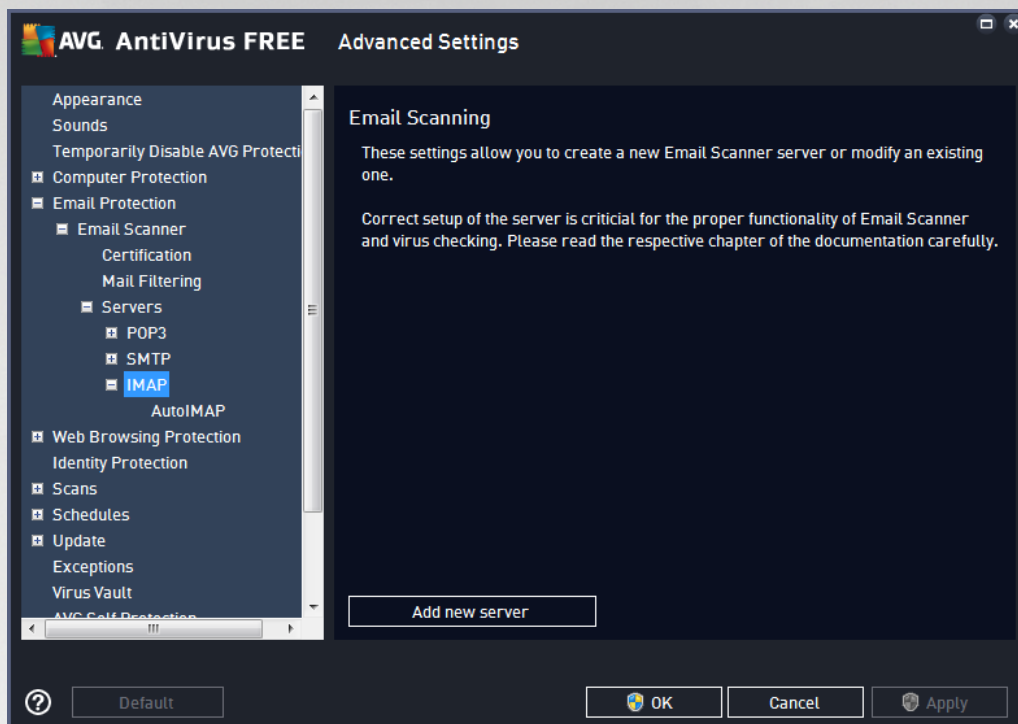 AVG. AntiVirus FREE Advanced Settings
Appearance
Sounds
Temporarily Disable AVG Protecti
Computer Protection
Email Protection
Email Scanner
Certification
Mail Filtering
Servers
POP3
SMTP
IMAP
AutoIMAP
Web Browsing Protection
Identity Protection
Scans
Schedules
Update
Exceptions
Virus Vault
AVG Self Protection
Email Scanning
These settings allow you to create a new Email Scanner server or modify an existing
one.
Correct setup of the server is criticial for the proper functionality of Email Scanner
and virus checking. Please read the respective chapter of the documentation carefully.
Add new server
?
Default
OK
Cancel
Apply